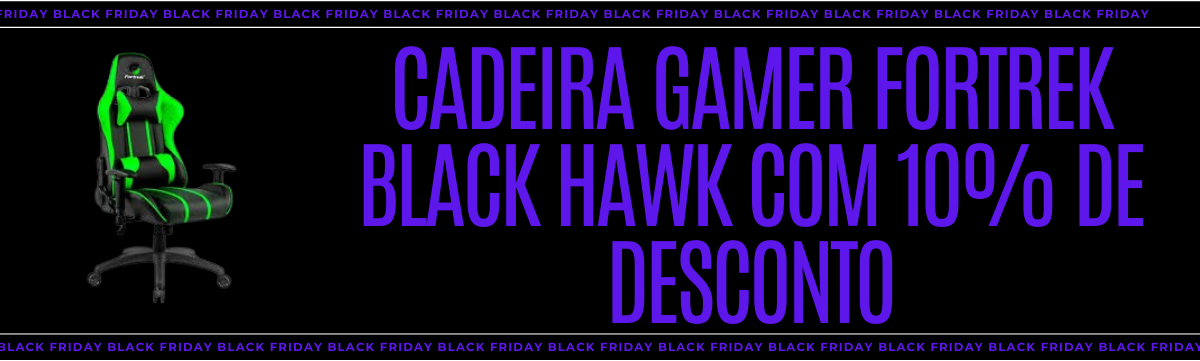 FRIDAY BLACK FRIDAY BLACK FRIDAY BLACK FRIDAY BLACK FRIDAY BLACK FRIDAY BLACK FRIDAY BLACK FRIDAY BLACK FRIDAY BLACK FRIDAY BLACK FRIDAY
Fortrek
CADEIRA GAMER FORTREK
BLACK HAWK COM 10% DE
DESCONTO
BLACK FRIDAY BLACK FRIDAY BLACK FRIDAY BLACK FRIDAY BLACK FRIDAY BLACK FRIDAY BLACK FRIDAY BLACK FRIDAY BLACK FRIDAY BLACK FRIDAY BLACK FRIDAY